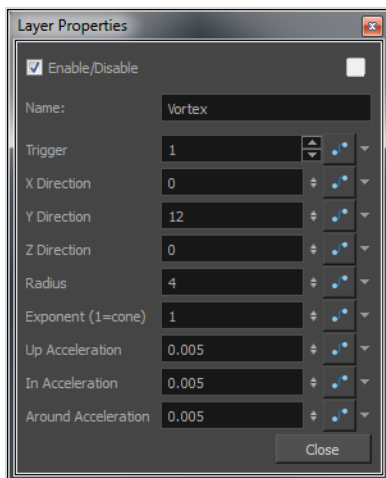 Layer Properties
Enable/Disable
Name: Vortex
Trigger 1
X Direction 0
Y Direction 12
Z Direction 0
Radius 4
Exponent (1=cone) 1
Up Acceleration 0.005
In Acceleration 0.005
Around Acceleration 0.005
Close